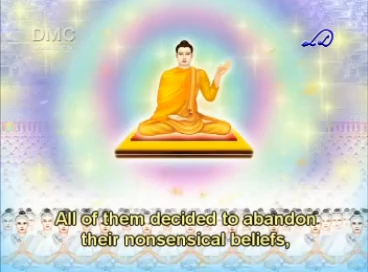 DMC
All of them decided to abandon
their nonsensical beliefs,